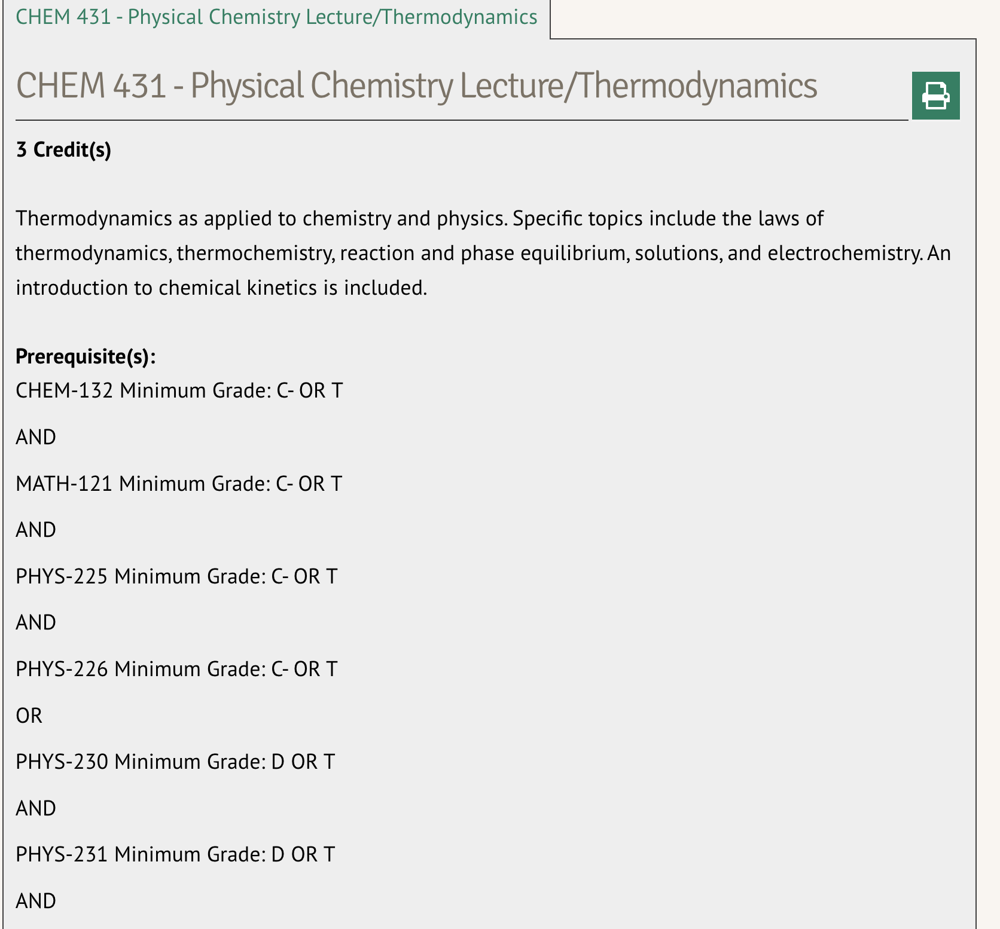 CHEM 431 - Physical Chemistry Lecture/Thermodynamics
CHEM 431 - Physical Chemistry Lecture/Thermodynamics
3 Credit(s)
Thermodynamics as applied to chemistry and physics. Specific topics include the laws of
thermodynamics, thermochemistry, reaction and phase equilibrium, solutions, and electrochemistry. An
introduction to chemical kinetics is included.
Prerequisite(s):
CHEM-132 Minimum Grade: C- OR T
AND
MATH-121 Minimum Grade: C- OR T
AND
PHYS-225 Minimum Grade: C- OR T
AND
PHYS-226 Minimum Grade: C- OR T
OR
PHYS-230 Minimum Grade: D OR T
AND
PHYS-231 Minimum Grade: D OR T
AND